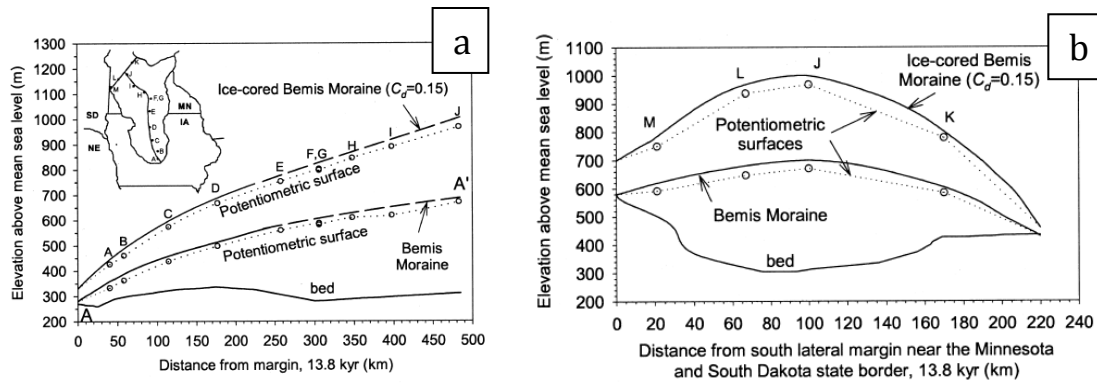 a
Elevation above mean sea level (m)
1300
1200
1100
1000
900
800
700
600
500
400
300
200
0 50 100 150 200 250 300 350 400 450 500
Distance from margin, 13.8 kyr (km)
K
L
J
M
I
H
F,G
E
D
C
B
A
SD
MN
IA
NE
Ice-cored Bemis Moraine (Cd=0.15)
A
B
C
D
E
F,G
H
I
J
Potentiometric surface
A'
Potentiometric surface
Bemis
Moraine
bed
A
b
Elevation above mean sea level (m)
1100
1000
900
800
700
600
500
400
300
200
0 20 40 60 80 100 120 140 160 180 200 220 240
Distance from south lateral margin near the Minnesota
and South Dakota state border, 13.8 kyr (km)
Ice-cored Bemis
Moraine (Cd=0.15)
M
L
J
K
Potentiometric
surfaces
Bemis Moraine
bed